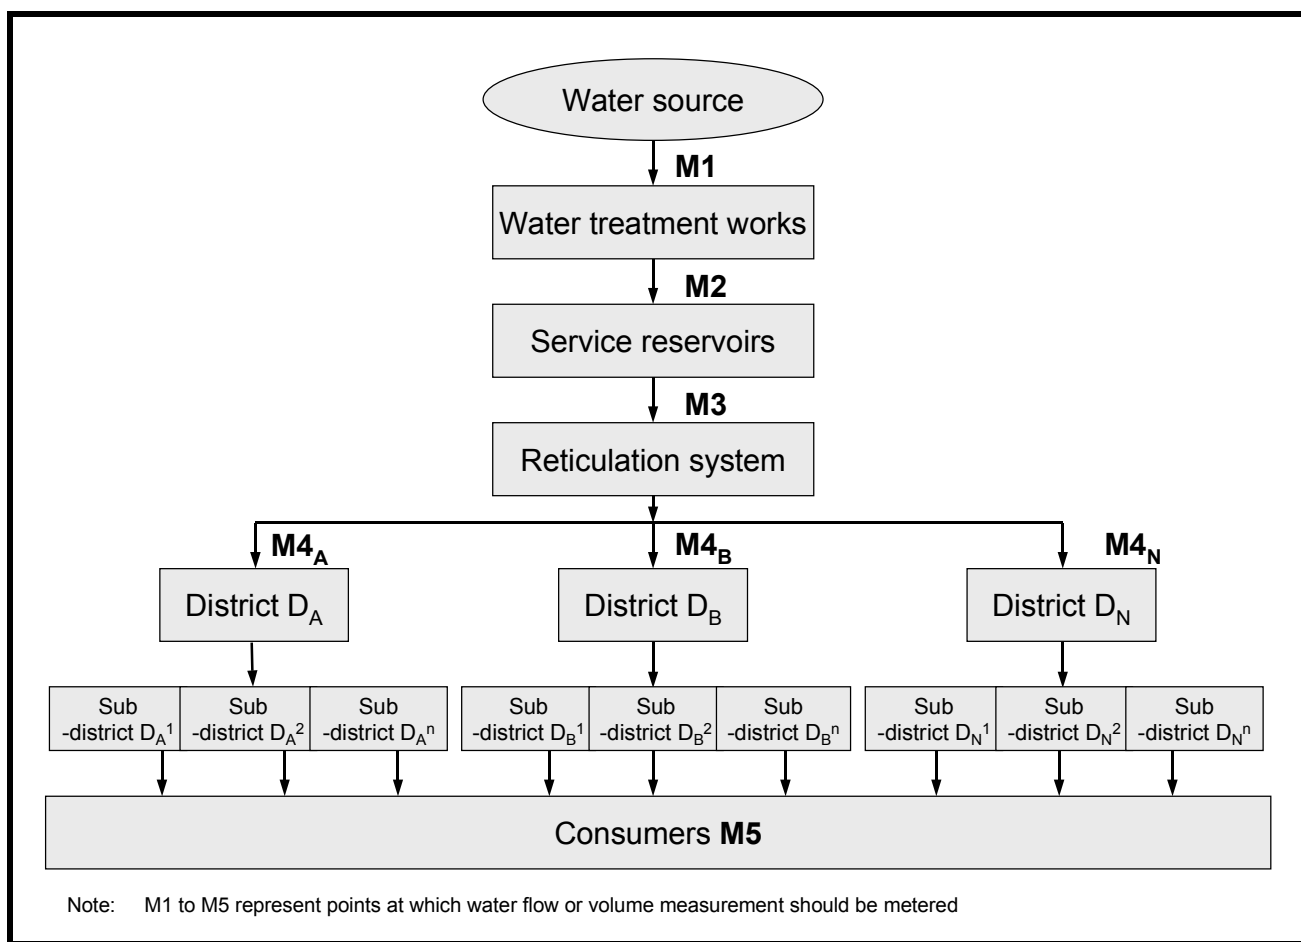 Water source
M1
Water treatment works
M2
Service reservoirs
M3
Reticulation system
M4A M4B M4N
District DA District DB District DN
Sub Sub Sub Sub Sub Sub Sub Sub Sub
-district DA1 -district DA2 -district DAn -district DB1 -district DB2 -district DBn -district DN1 -district DN2 -district DNn
Consumers M5
Note: M1 to M5 represent points at which water flow or volume measurement should be metered